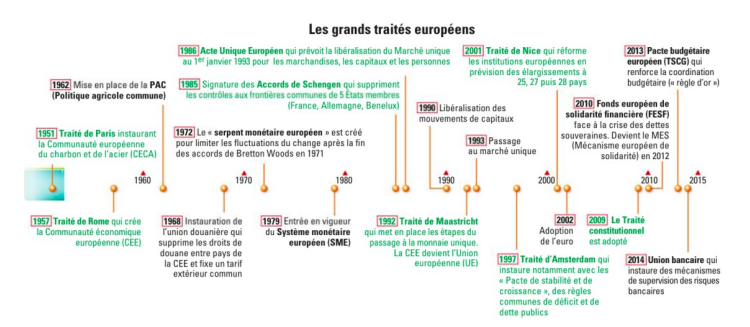 Les grands traités européens
1986 Acte Unique Européen qui prévoit la libéralisation du Marché unique
au 1er janvier 1993 pour les marchandises, les capitaux et les personnes
2001 Traité de Nice qui réforme
les institutions européennes en
prévision des élargissements à
25, 27 puis 28 pays
2013 Pacte budgétaire
européen (TSCG) qui
renforce la coordination
budgétaire (« règle d'or »)
1962 Mise en place de la PAC
(Politique agricole commune)
1985 Signature des Accords de Schengen qui suppriment
les contrôles aux frontières communes de 5 États membres
(France, Allemagne, Benelux)
1990 Libéralisation des
mouvements de capitaux
2010 Fonds européen de
solidarité financière (FESF)
face à la crise des dettes
souveraines. Devient le MES
(Mécanisme européen de
solidarité) en 2012
1951 Traité de Paris instaurant
la Communauté européenne
du charbon et de l'acier (CECA)
1972 Le « serpent monétaire européen » est créé
pour limiter les fluctuations du change après la fin
des accords de Bretton Woods en 1971
1993 Passage
au marché unique
1960
1970
1980
1990
2000
2010
2015
1957 Traité de Rome qui crée
la Communauté économique
européenne (CEE)
1968 Instauration de
l'union douanière qui
supprime les droits de
douane entre pays de
la CEE et fixe un tarif
extérieur commun
1979 Entrée en vigueur
du Système monétaire
européen (SME)
1992 Traité de Maastricht
qui met en place les étapes du
passage à la monnaie unique.
La CEE devient l'Union
européenne (UE)
1997 Traité d'Amsterdam qui
instaure notamment avec les
« Pacte de stabilité et de
croissance », des règles
communes de déficit et de
dette publics
2002
Adoption
de l'euro
2009 Le Traité
constitutionnel
est adopté
2014 Union bancaire qui
instaure des mécanismes
de supervision des risques
bancaires